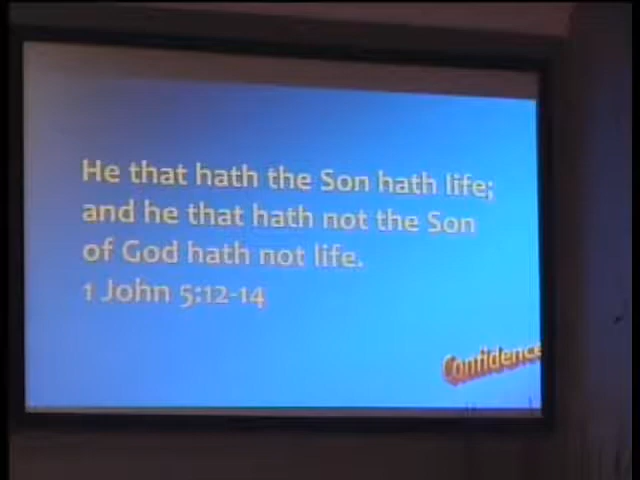 He that hath the Son hath life;
and he that hath not the Son
of God hath not life.
1 John 5:12-14
Confidence